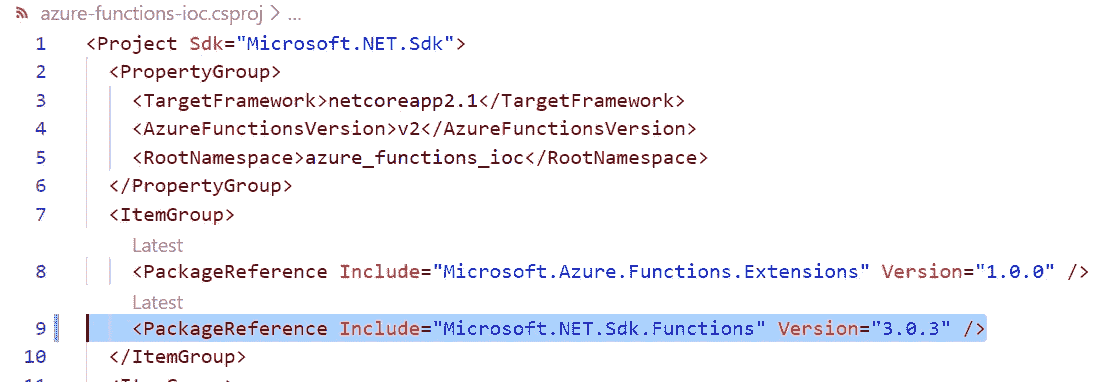 azure-functions-ioc.csproj > ...
1 <Project Sdk="Microsoft.NET.Sdk">
2 <PropertyGroup>
3 <TargetFramework>netcoreapp2.1</TargetFramework>
4 <AzureFunctionsVersion>v2</AzureFunctionsVersion>
5 <RootNamespace>azure_functions_ioc</RootNamespace>
6 </PropertyGroup>
7 <ItemGroup>
Latest
8 <PackageReference Include="Microsoft.Azure.Functions.Extensions" Version="1.0.0" />
Latest
9 <PackageReference Include="Microsoft.NET.Sdk.Functions" Version="3.0.3" />
10 </ItemGroup>